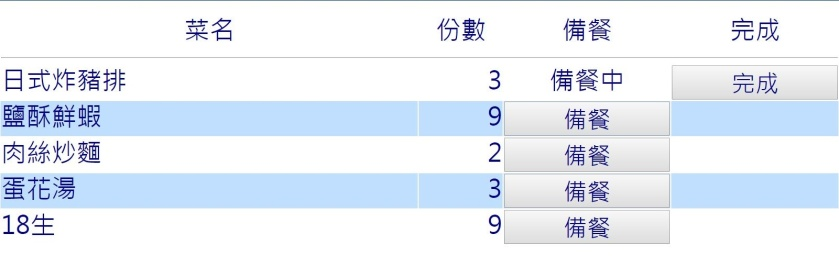 菜名 份數 備餐 完成
日式炸豬排 3 備餐中 完成
鹽酥鮮蝦 9 備餐
肉絲炒麵 2 備餐
蛋花湯 3 備餐
18生 9 備餐